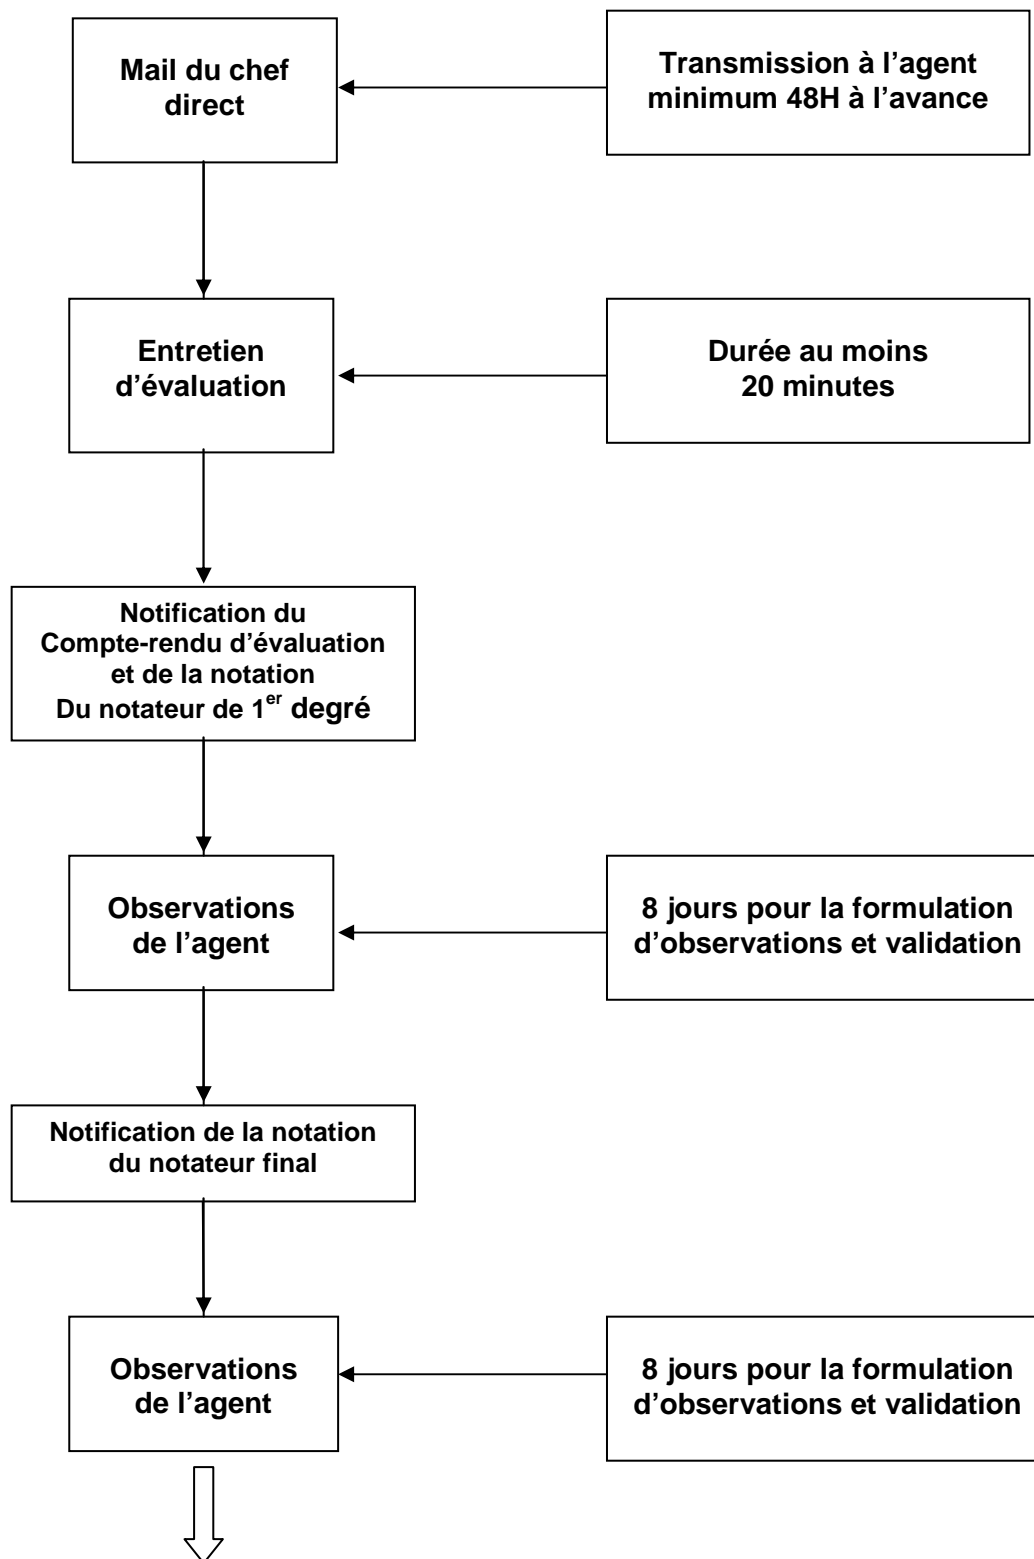 Mail du chef
direct
Transmission à l’agent
minimum 48H à l’avance
Entretien
d’évaluation
Durée au moins
20 minutes
Notification du
Compte-rendu d’évaluation
et de la notation
Du notateur de 1er degré
Observations
de l’agent
8 jours pour la formulation
d’observations et validation
Notification de la notation
du notateur final
Observations
de l’agent
8 jours pour la formulation
d’observations et validation